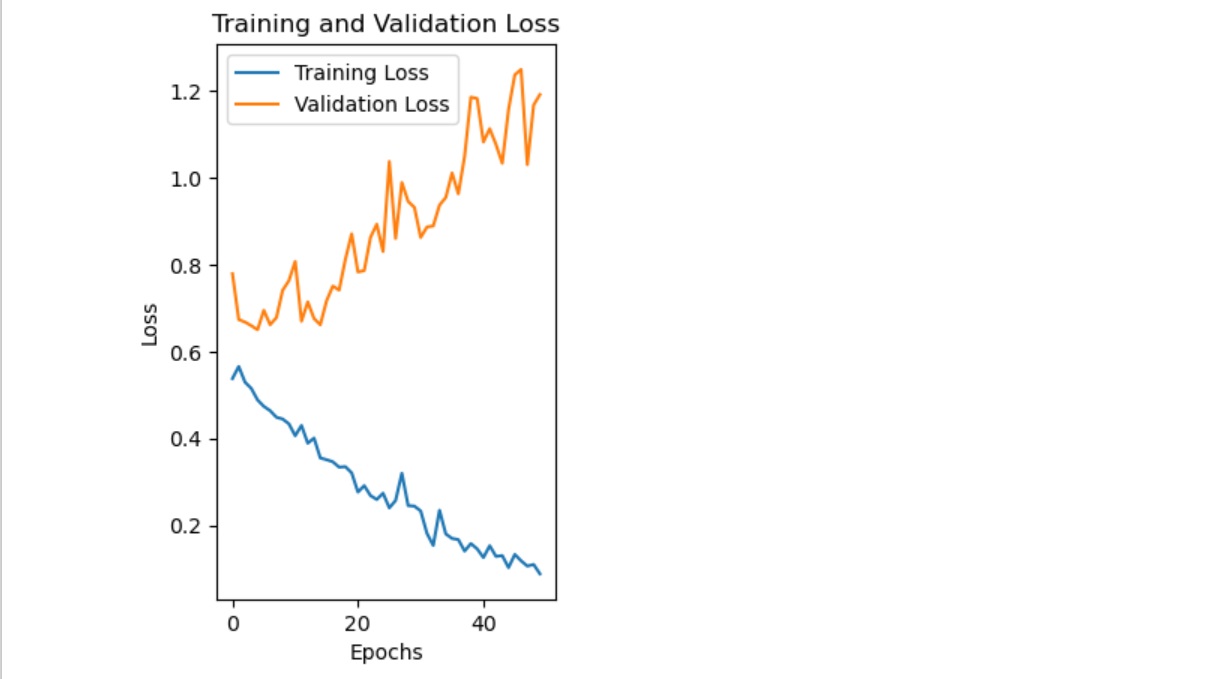 Training and Validation Loss
Training Loss
Validation Loss
1.2
1.0
0.8
0.6
0.4
0.2
Loss
0 20 40
Epochs